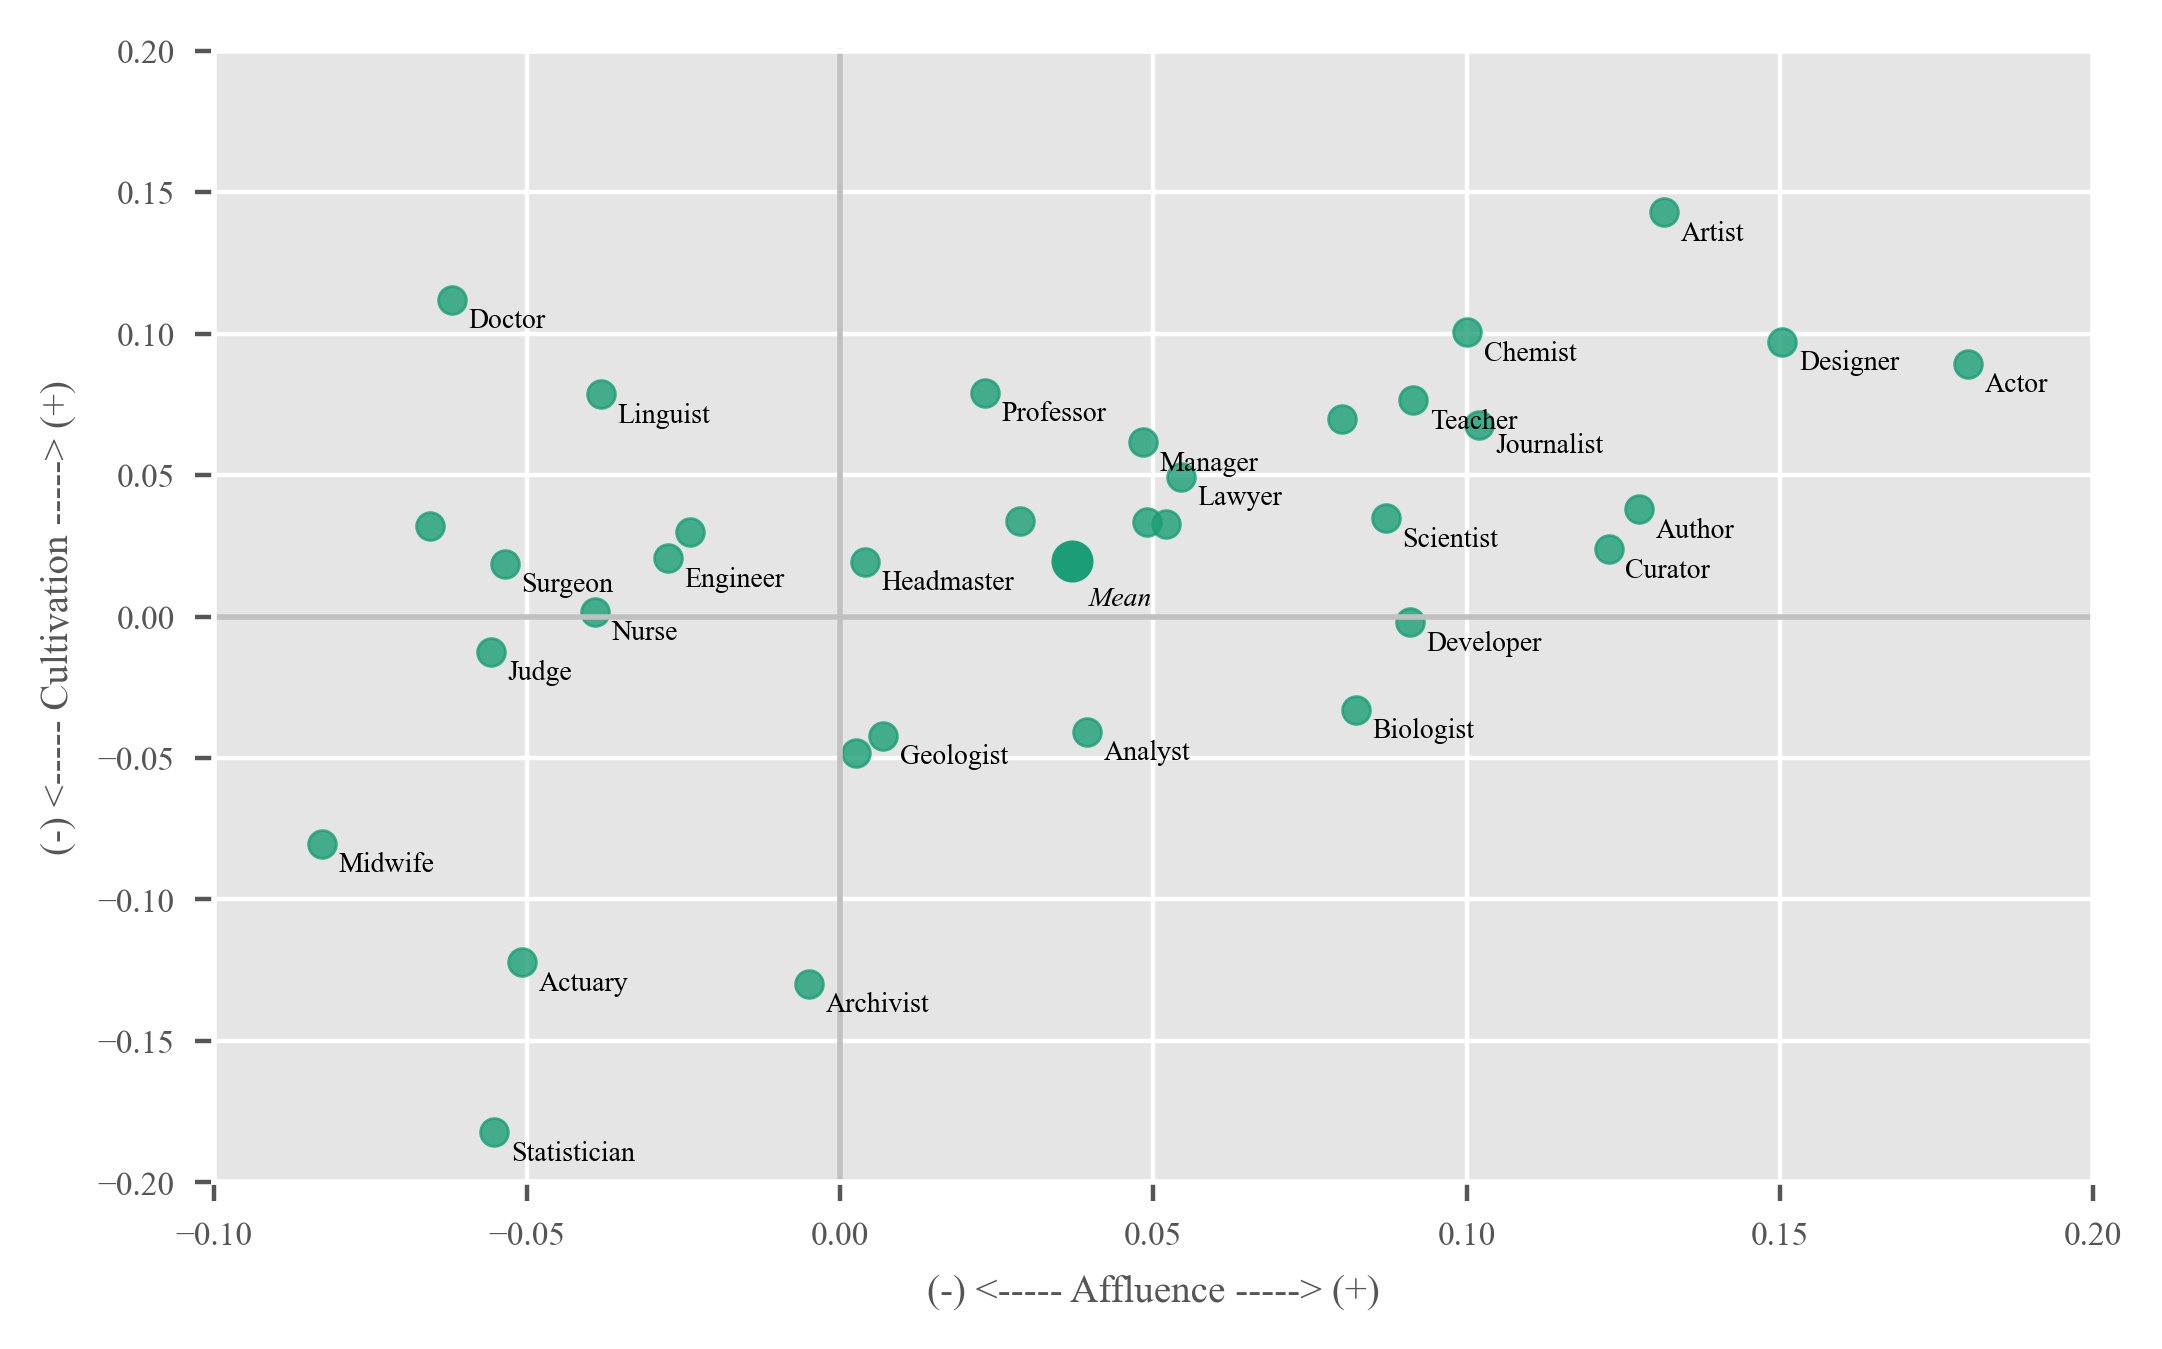 0.20
0.15
0.10
0.05
0.00
−0.05
−0.10
−0.15
−0.20
(-) <------ Cultivation -----> (+)
Artist
Doctor
Chemist
Designer
Actor
Linguist
Professor
Teacher
Journalist
Manager
Lawyer
Author
Scientist
Curator
Surgeon
Engineer
Headmaster
Mean
Nurse
Developer
Judge
Biologist
Geologist
Analyst
Midwife
Actuary
Archivist
Statistician
−0.10
−0.05
0.00
0.05
0.10
0.15
0.20
(-) <----- Affluence -----> (+)